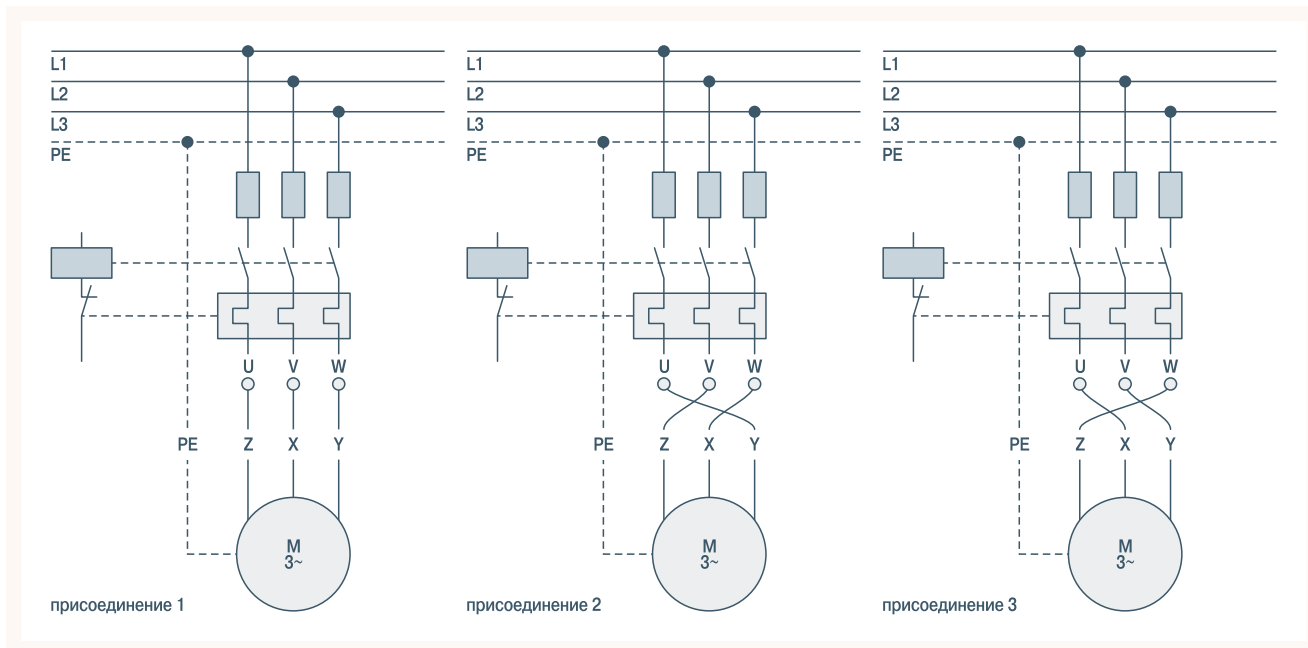 L1
L2
L3
PE
U V W
PE Z X Y
M
3~
присоединение 1
L1
L2
L3
PE
U V W
PE Z X Y
M
3~
присоединение 2
L1
L2
L3
PE
U V W
PE Z X Y
M
3~
присоединение 3